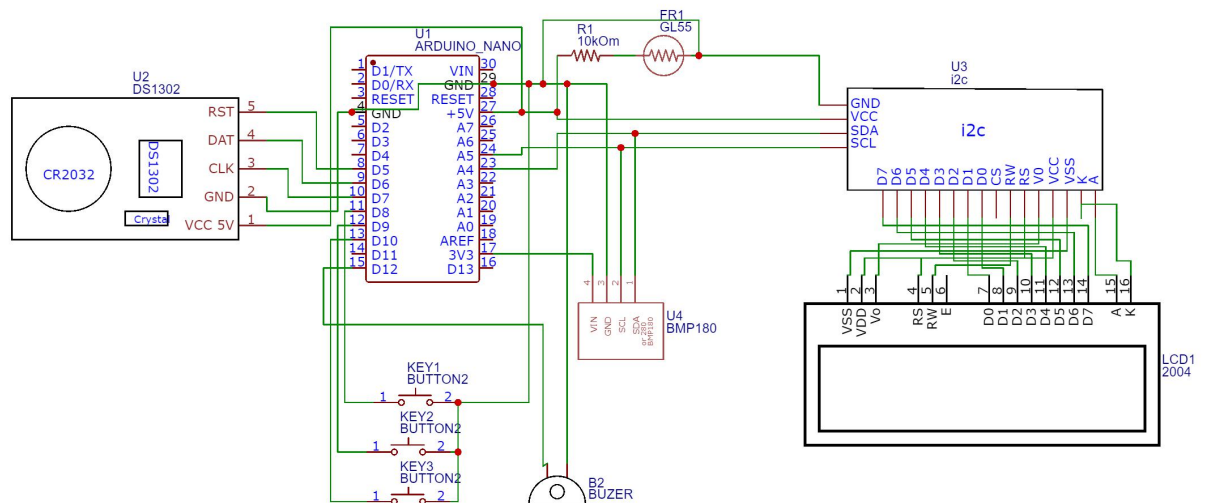 U2
DS1302
CR2032
DS1302
Crystal
RST 5
DAT 4
CLK 3
GND 2
VCC 5V 1
U1
ARDUINO_NANO
1 D1/TX
2 D0/RX
3 RESET
4 GND
5 D2
6 D3
7 D4
8 D5
9 D6
10 D7
11 D8
12 D9
13 D10
14 D11
15 D12
VIN 30
GND 29
RESET 28
+5V 27
A7 26
A6 25
A5 24
A4 23
A3 22
A2 21
A1 20
A0 19
AREF 18
3V3 17
D13 16
R1
10kOm
FR1
GL55
U3
i2c
GND
VCC
SDA
SCL
i2c
D7
D6
D5
D4
D3
D2
D1
D0
CS
RW
RS
V0
VCC
VSS
K
A
4 3 2 1
VIN
GND
SCL
SDA
or 280
BMP180
U4
BMP180
1 2 3 4 5 6 7 8 9 10 11 12 13 14 15 16
VSS
VDD
Vo
RS
RW
E
D0
D1
D2
D3
D4
D5
D6
D7
A
K
LCD1
2004
KEY1
BUTTON2
1 2
KEY2
BUTTON2
1 2
KEY3
BUTTON2
1 2
B2
BUZER